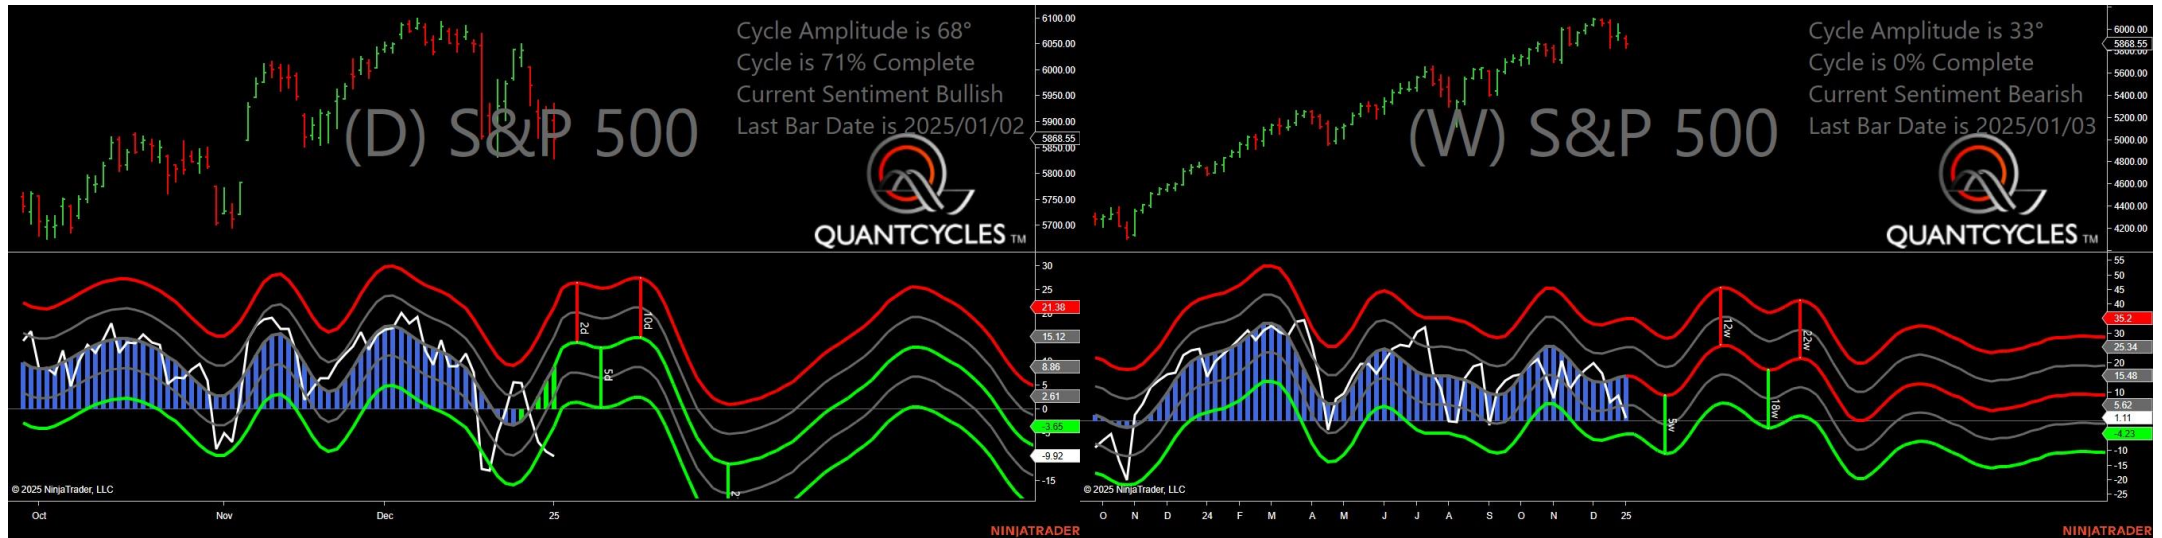 Cycle Amplitude is 68°
Cycle is 71% Complete
Current Sentiment Bullish
Last Bar Date is 2025/01/02
(D) S&P 500
QUANTCYCLES TM
6100.00
6050.00
6000.00
5950.00
5900.00
5868.55
5850.00
5800.00
5750.00
5700.00
30
25
21.38
20
15.12
8.86
5
2.61
0
-3.65
-9.92
-15
2d
5d
10d
2
© 2025 NinjaTrader, LLC
Oct Nov Dec 25
NINJATRADER
Cycle Amplitude is 33°
Cycle is 0% Complete
Current Sentiment Bearish
Last Bar Date is 2025/01/03
(W) S&P 500
QUANTCYCLES TM
6000.00
5868.55
5800.00
5600.00
5400.00
5200.00
5000.00
4800.00
4600.00
4400.00
4200.00
55
50
45
40
35.2
30
25.34
20
15.48
10
5.62
1.11
-4.23
-10
-15
-20
-25
5w
12w
18w
22w
© 2025 NinjaTrader, LLC
O N D 24 F M A M J J A S O N D 25
NINJATRADER